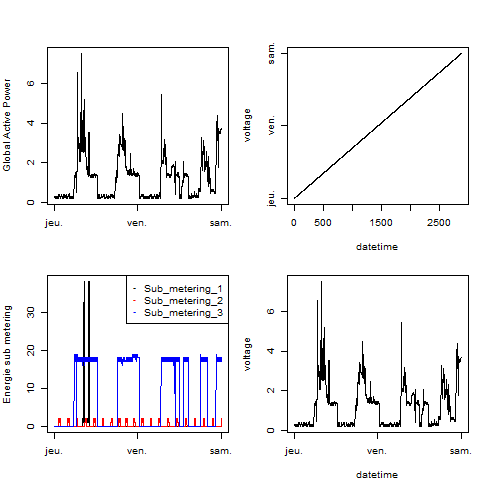 Global Active Power
0 2 4 6
jeu. ven. sam.
voltage
jeu. ven. sam.
0 500 1500 2500
datetime
Energie sub metering
0 10 20 30
jeu. ven. sam.
Sub_metering_1
Sub_metering_2
Sub_metering_3
voltage
0 2 4 6
jeu. ven. sam.
datetime